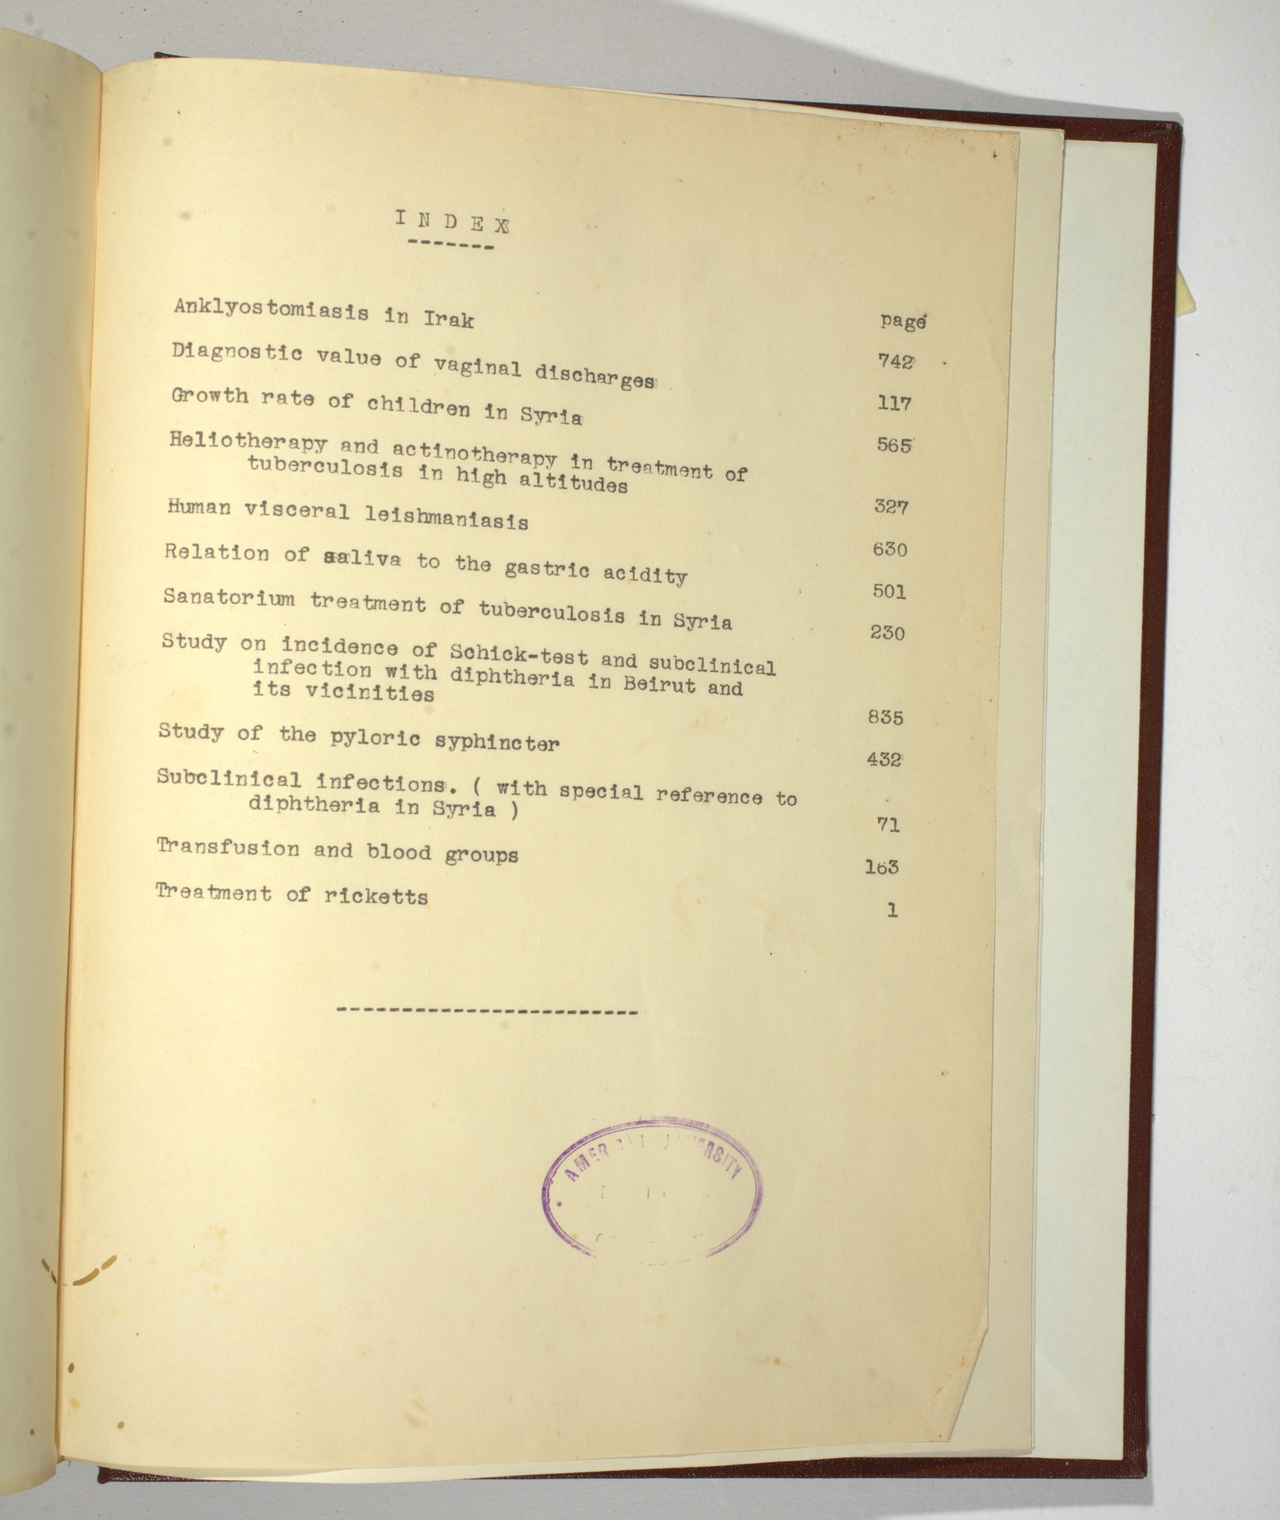 INDEX
page
Anklyostomiasis in Irak 742
Diagnostic value of vaginal discharges 117
Growth rate of children in Syria 565
Heliotherapy and actinotherapy in treatment of
tuberculosis in high altitudes 327
Human visceral leishmaniasis 630
Relation of saliva to the gastric acidity 501
Sanatorium treatment of tuberculosis in Syria 230
Study on incidence of Schick-test and subclinical
infection with diphtheria in Beirut and
its vicinities 835
Study of the pyloric syphincter 432
Subclinical infections. ( with special reference to
diphtheria in Syria ) 71
Transfusion and blood groups 163
Treatment of ricketts 1
AMERICAN UNIVERSITY